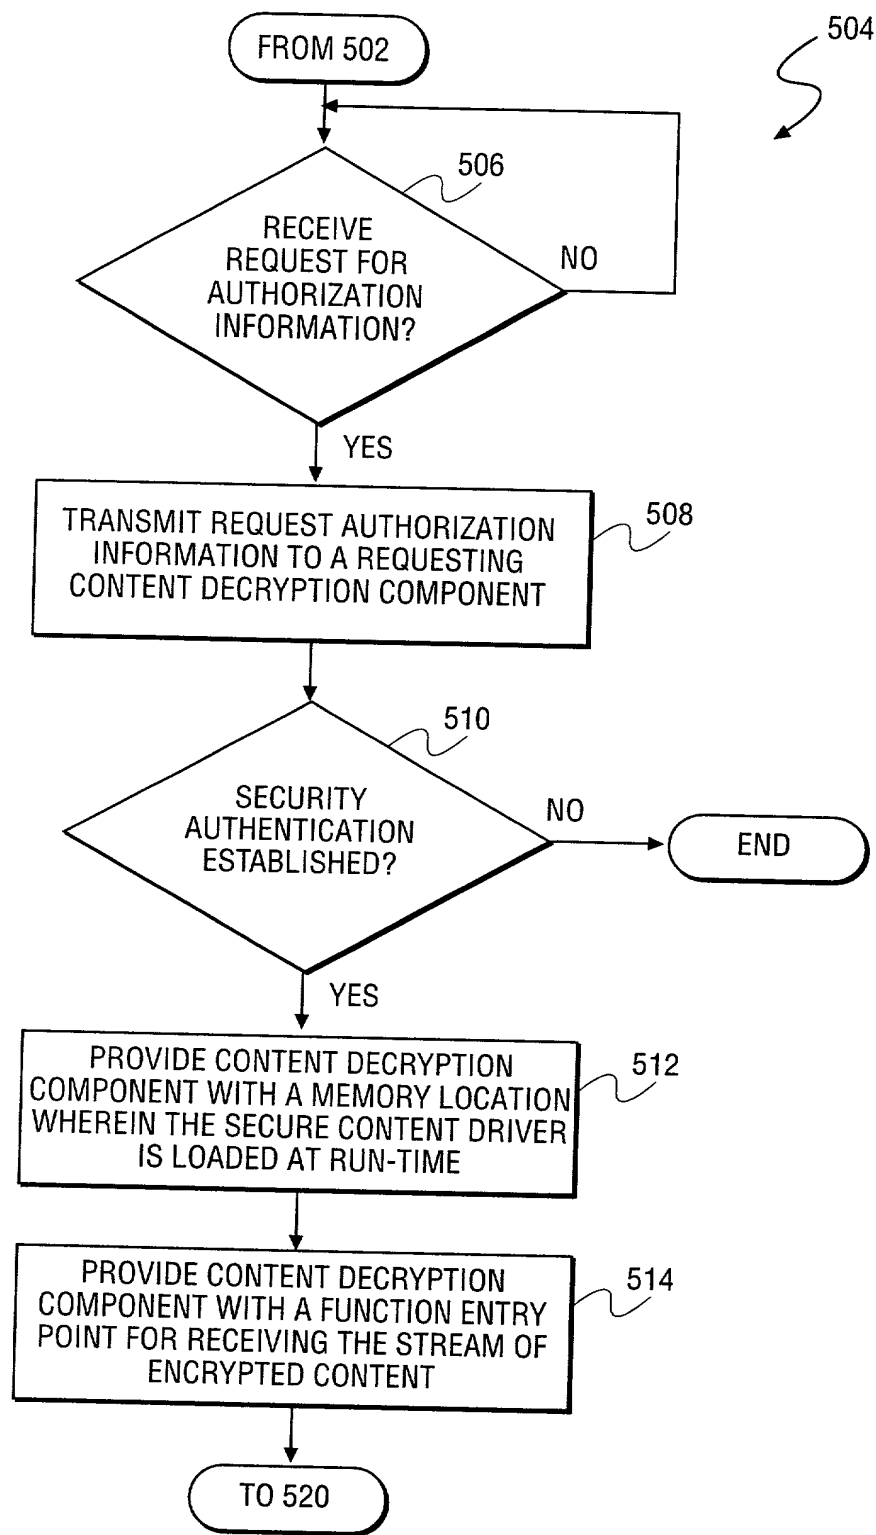 FROM 502
504
506
RECEIVE
REQUEST FOR
AUTHORIZATION
INFORMATION?
NO
YES
508
TRANSMIT REQUEST AUTHORIZATION
INFORMATION TO A REQUESTING
CONTENT DECRYPTION COMPONENT
510
SECURITY
AUTHENTICATION
ESTABLISHED?
NO
END
YES
512
PROVIDE CONTENT DECRYPTION
COMPONENT WITH A MEMORY LOCATION
WHEREIN THE SECURE CONTENT DRIVER
IS LOADED AT RUN-TIME
514
PROVIDE CONTENT DECRYPTION
COMPONENT WITH A FUNCTION ENTRY
POINT FOR RECEIVING THE STREAM OF
ENCRYPTED CONTENT
TO 520